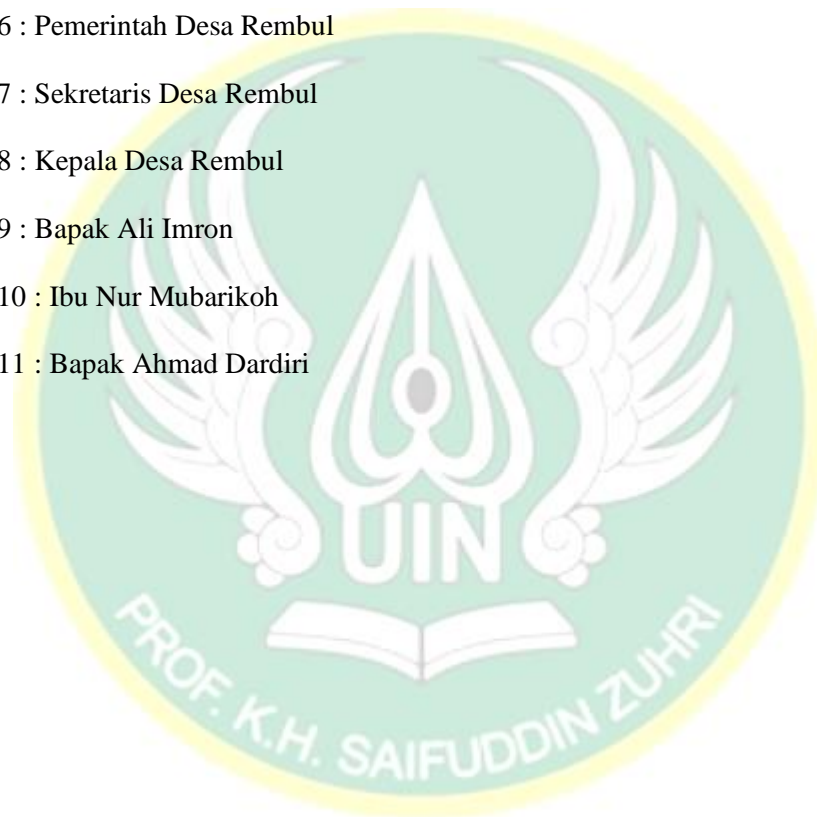 6 : Pemerintah Desa Rembul
7 : Sekretaris Desa Rembul
8 : Kepala Desa Rembul
9 : Bapak Ali Imron
10 : Ibu Nur Mubarikoh
11 : Bapak Ahmad Dardiri
UIN
PROF. K.H. SAIFUDDIN ZUHRI